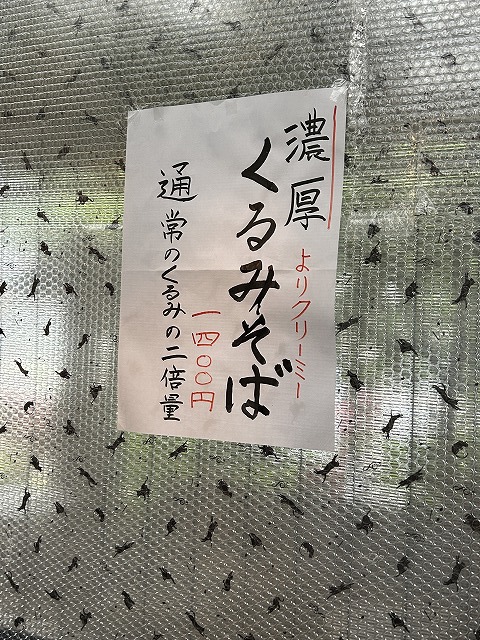 濃厚
よりクリーミー
くるみそば
一四〇〇円
通常のくるみの二倍量